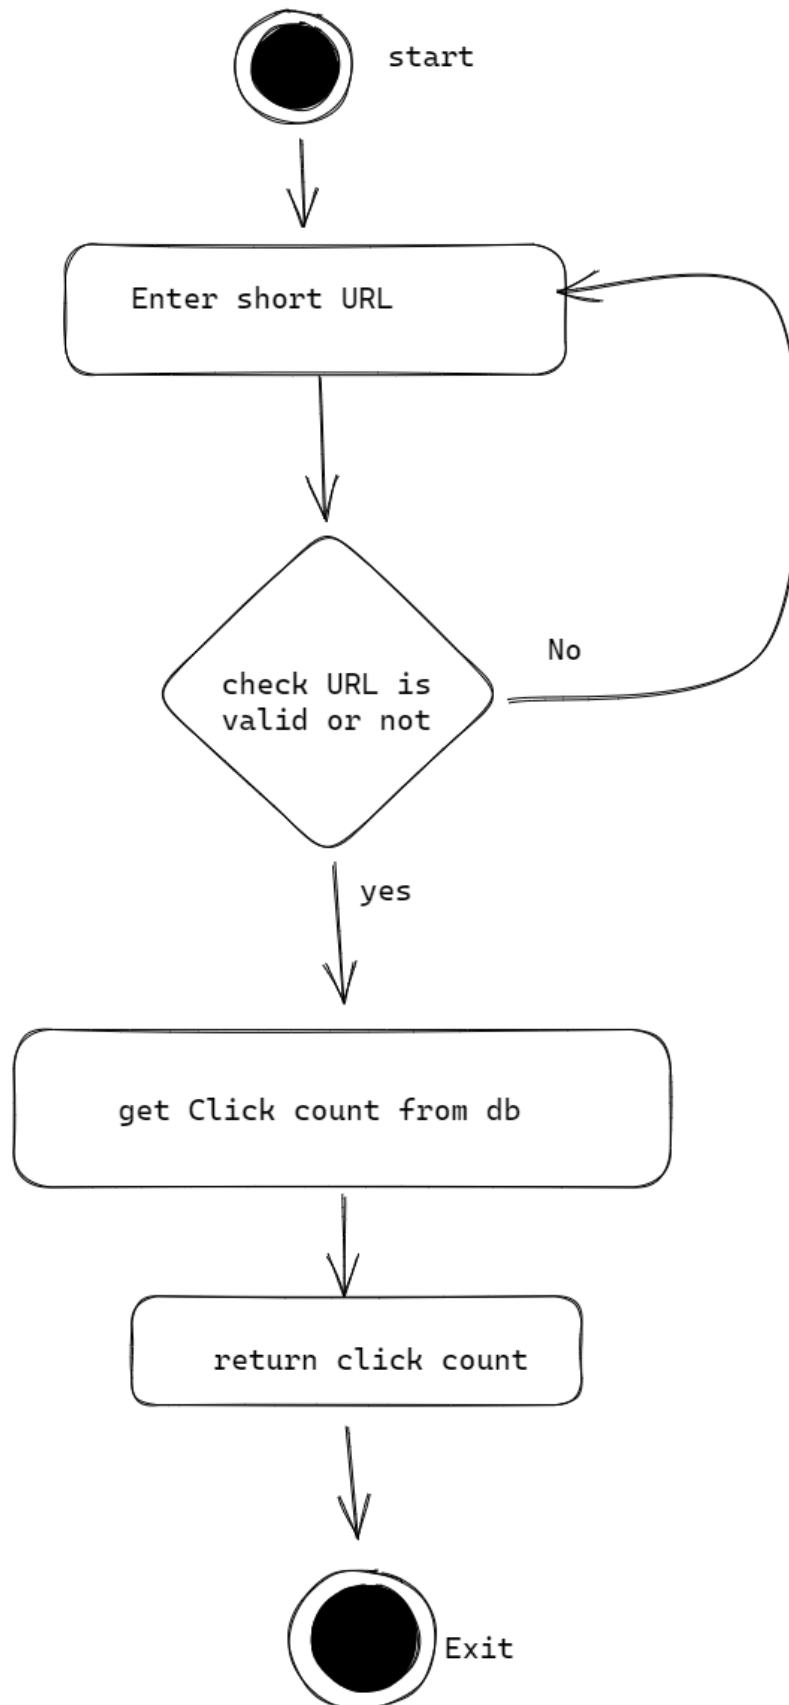 start
Enter short URL
check URL is
valid or not
No
yes
get Click count from db
return click count
Exit